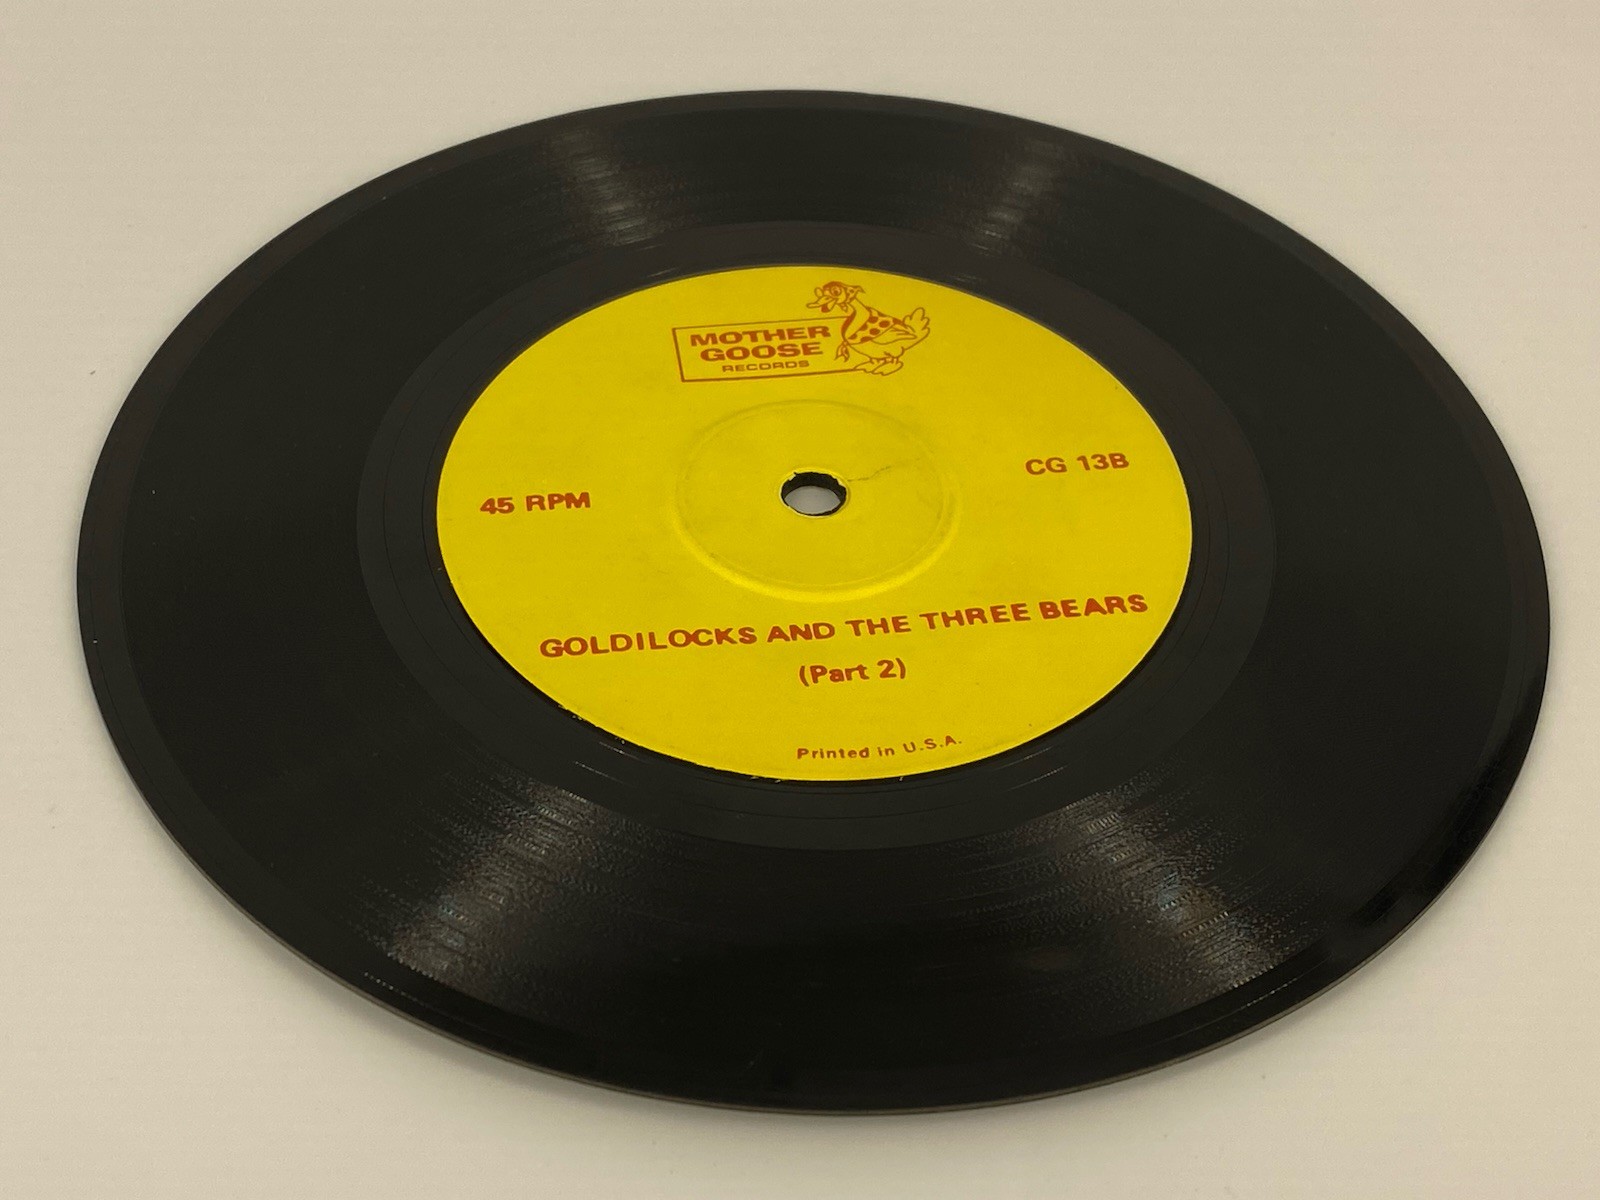 MOTHER
GOOSE
RECORDS
45 RPM
CG 13B
GOLDILOCKS AND THE THREE BEARS
(Part 2)
Printed in U.S.A.